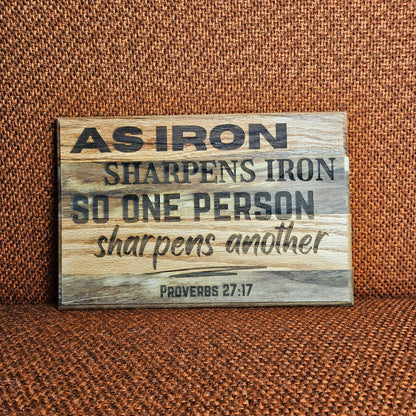 AS IRON
SHARPENS IRON
SO ONE PERSON
sharpens another
PROVERBS 27:17